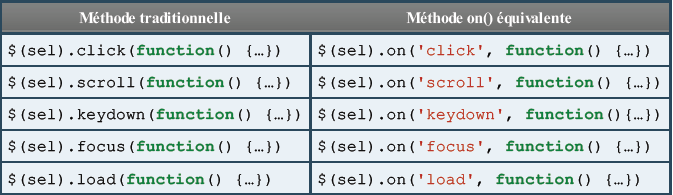 Méthode traditionnelle Méthode on() équivalente
$(sel).click(function() {…}) $(sel).on('click', function() {…})
$(sel).scroll(function() {…}) $(sel).on('scroll', function() {…})
$(sel).keydown(function() {…}) $(sel).on('keydown', function(){…})
$(sel).focus(function() {…}) $(sel).on('focus', function() {…})
$(sel).load(function() {…}) $(sel).on('load', function() {…})